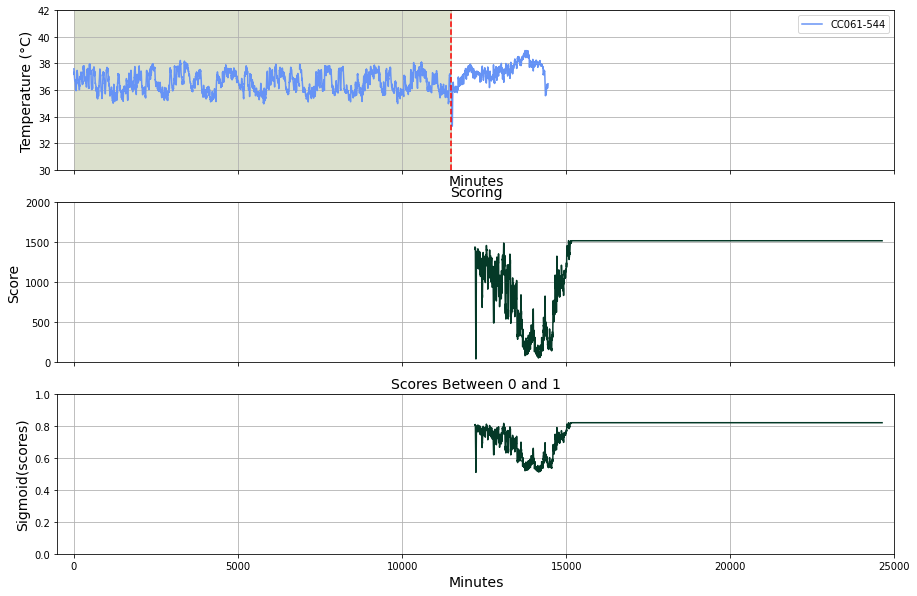 42
40
38
36
34
32
30
Temperature (°C)
CC061-544
Minutes
Scoring
2000
1500
1000
500
0
Score
Scores Between 0 and 1
1.0
0.8
0.6
0.4
0.2
0.0
Sigmoid(scores)
0 5000 10000 15000 20000 25000
Minutes